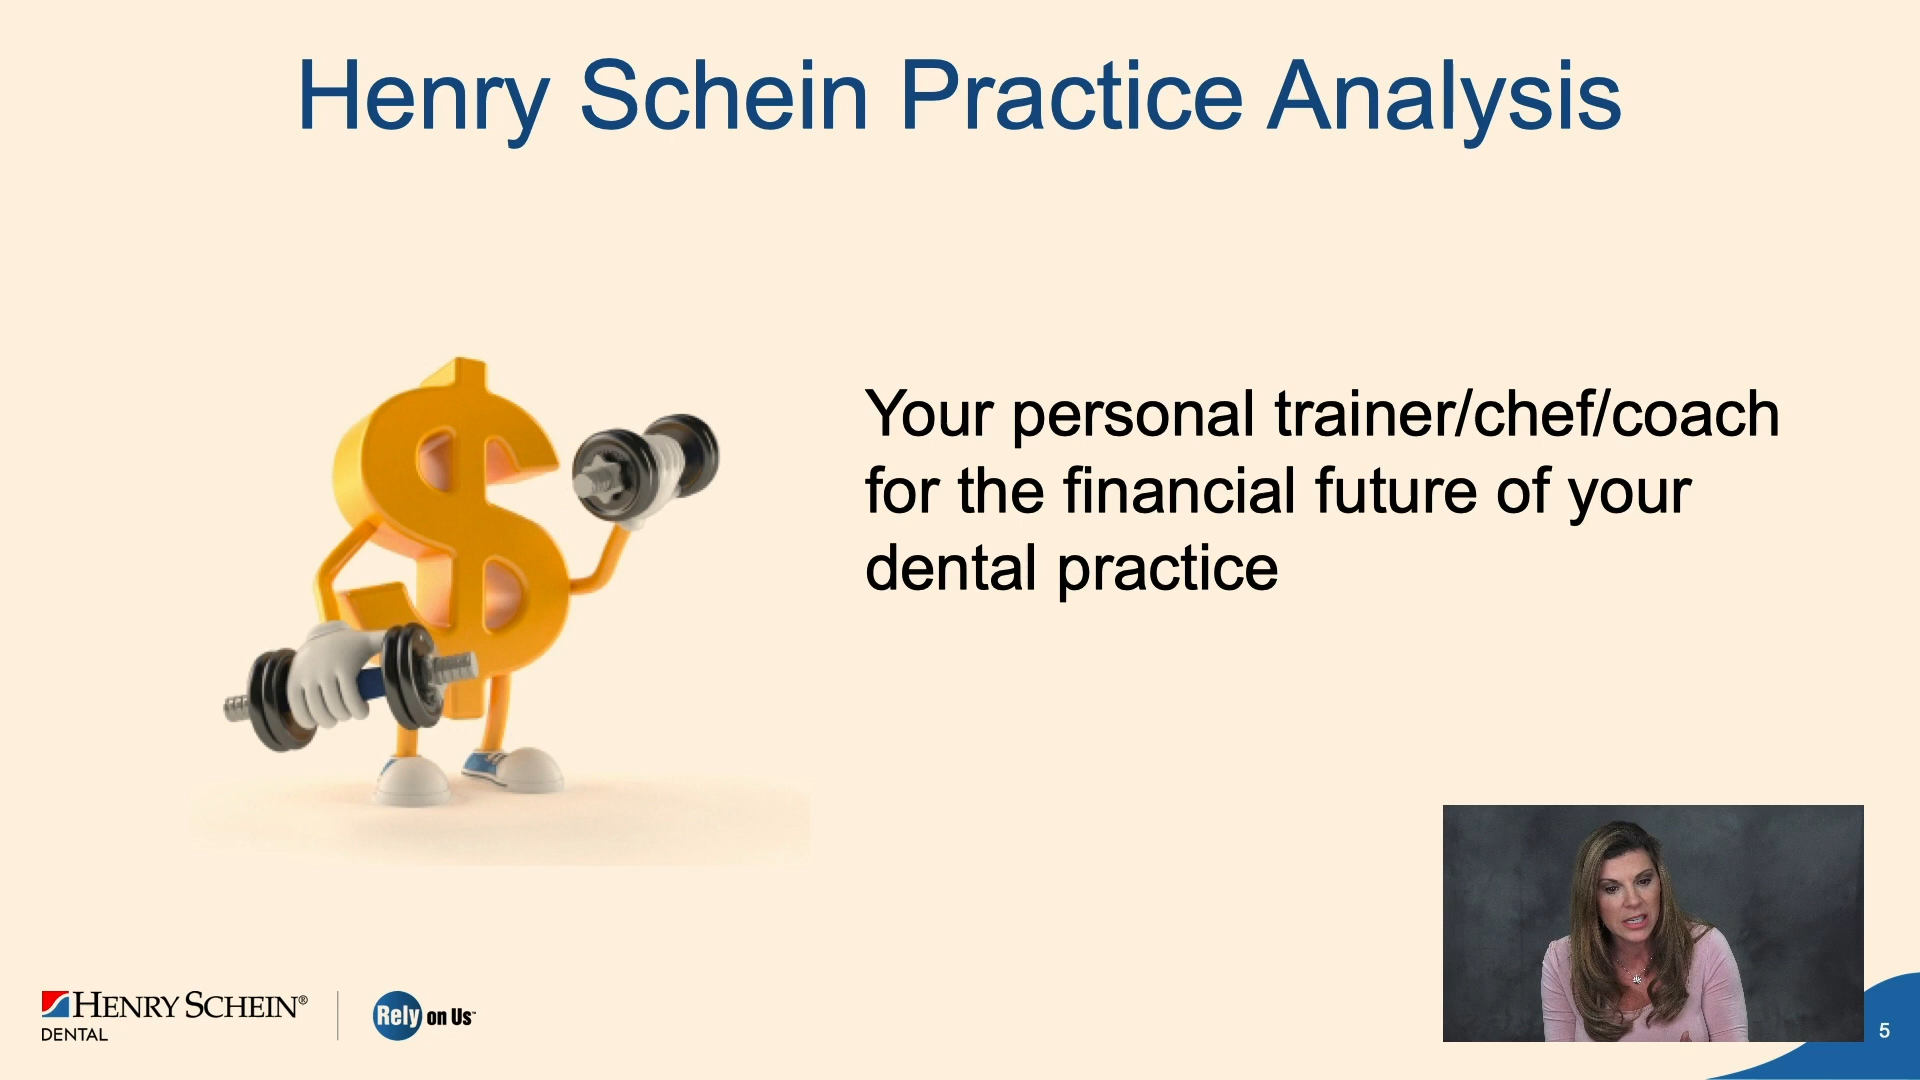 Henry Schein Practice Analysis
Your personal trainer/chef/coach
for the financial future of your
dental practice
HENRY SCHEIN®
DENTAL
Rely on Us™
5